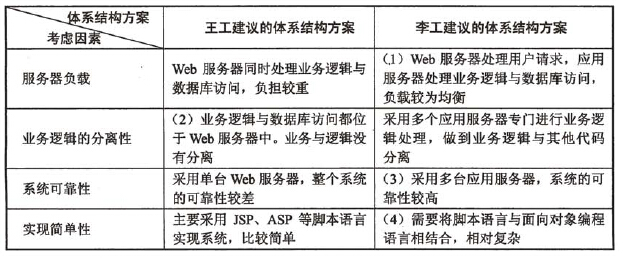 体系结构方案
考虑因素
王工建议的体系结构方案
李工建议的体系结构方案
服务器负载
Web 服务器同时处理业务逻辑与
数据库访问，负担较重
（1）Web 服务器处理用户请求，应用
服务器处理业务逻辑与数据库访问，
负载较为均衡
业务逻辑的分离性
（2）业务逻辑与数据库访问都位
于 Web 服务器中。业务与逻辑没
有分离
采用多个应用服务器专门进行业务逻
辑处理，做到业务逻辑与其他代码
分离
系统可靠性
采用单台 Web 服务器，整个系统
的可靠性较差
（3）采用多台应用服务器，系统的可
靠性较高
实现简单性
主要采用 JSP、ASP 等脚本语言
实现系统，比较简单
（4）需要将脚本语言与面向对象编程
语言相结合，相对复杂